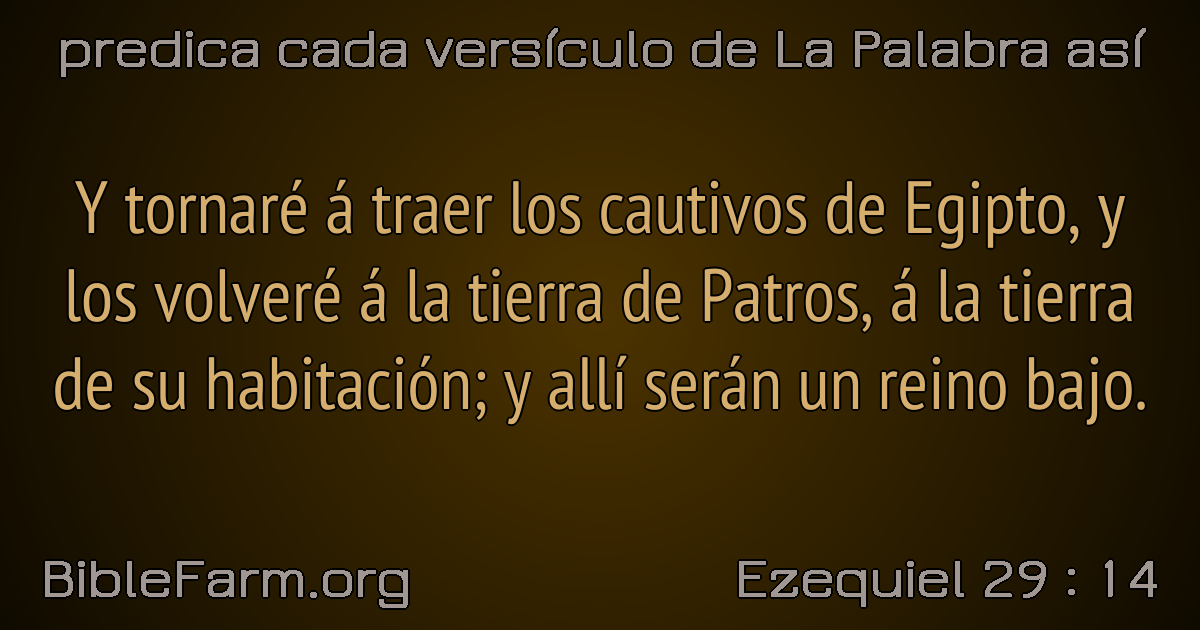 predica cada versículo de La Palabra así
Y tornaré á traer los cautivos de Egipto, y
los volveré á la tierra de Patros, á la tierra
de su habitación; y allí serán un reino bajo.
BibleFarm.org
Ezequiel 29 : 14